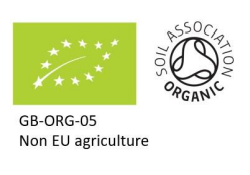 SOIL ASSOCIATION
ORGANIC
GB-ORG-05
Non EU agriculture